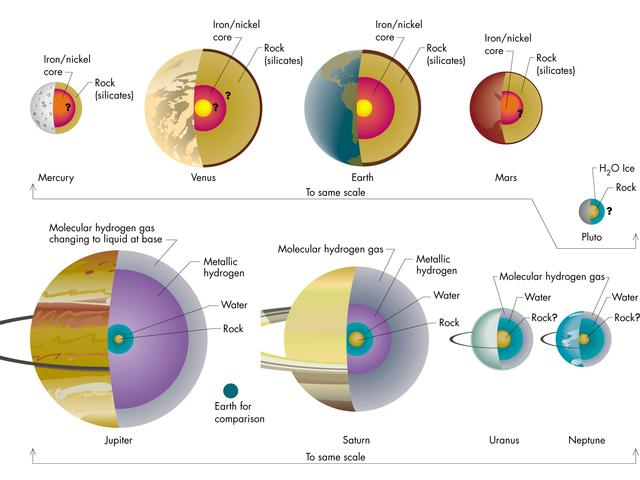 Iron/nickel
core
Rock
(silicates)
?
Mercury
Iron/nickel
core
Rock
(silicates)
?
?
Venus
Iron/nickel
core
Rock
(silicates)
Earth
Iron/nickel
core
Rock
(silicates)
?
Mars
To same scale
H2O Ice
Rock
?
Pluto
Molecular hydrogen gas
changing to liquid at base
Metallic
hydrogen
Water
Rock
Jupiter
Earth for
comparison
Molecular hydrogen gas
Metallic
hydrogen
Water
Rock
Saturn
Molecular hydrogen gas
Water
Rock?
Uranus
Water
Rock?
Neptune
To same scale